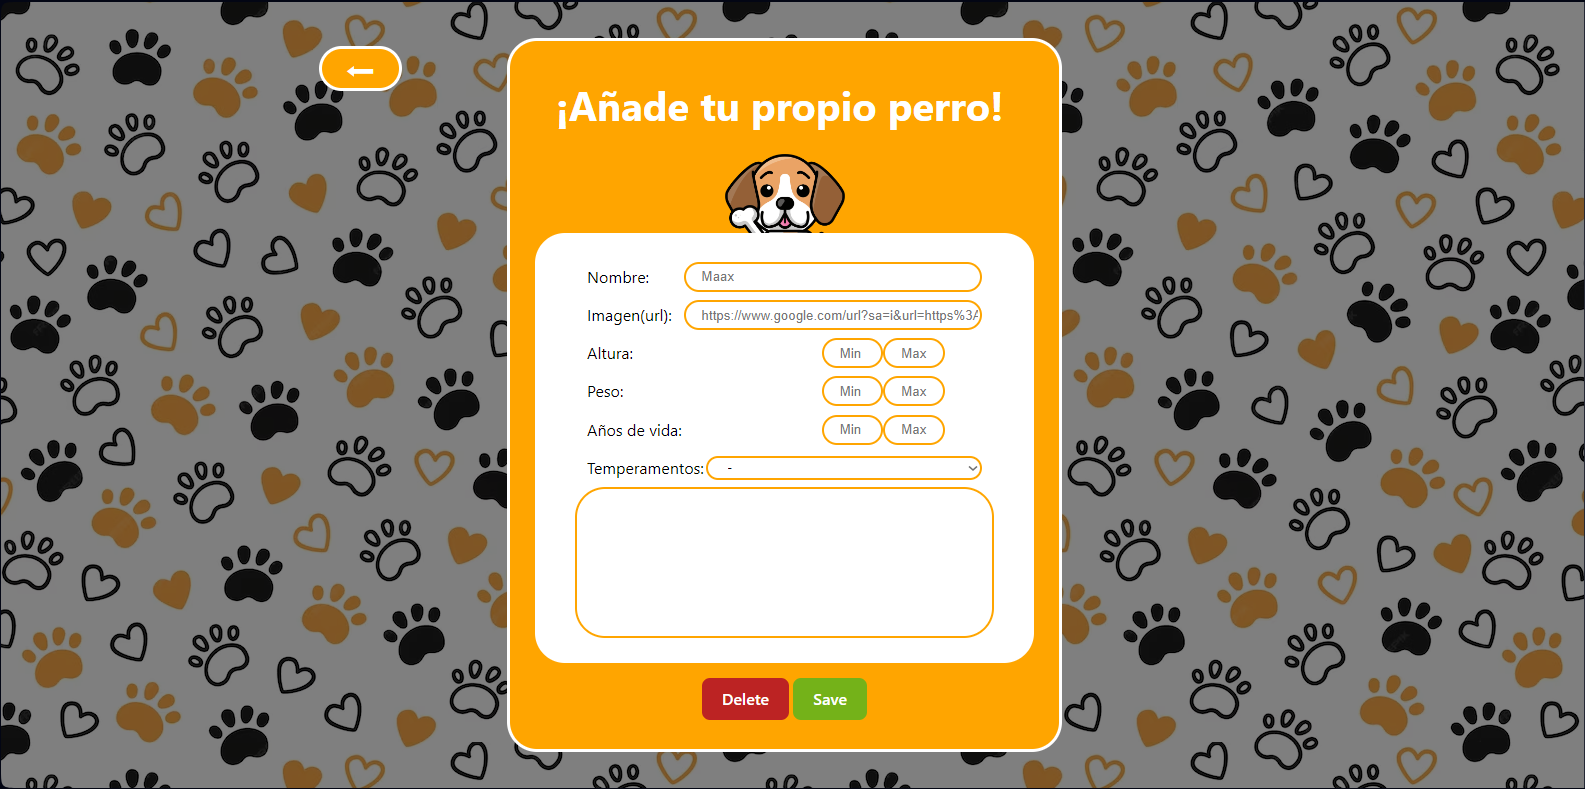 ¡Añade tu propio perro!
Nombre: Maax
Imagen(url): https://www.google.com/url?sa=i&url=https%3A
Altura: Min Max
Peso: Min Max
Años de vida: Min Max
Temperamentos: -
Delete Save